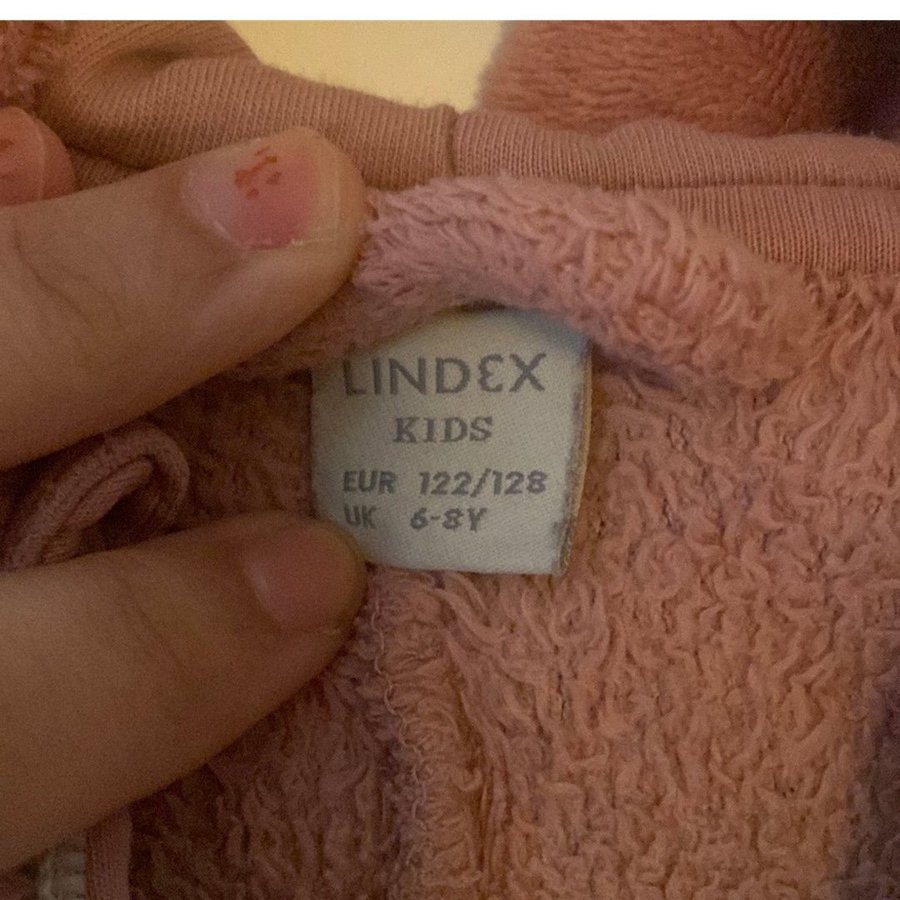 LINDEX
KIDS
EUR 122/128
UK 6-8Y